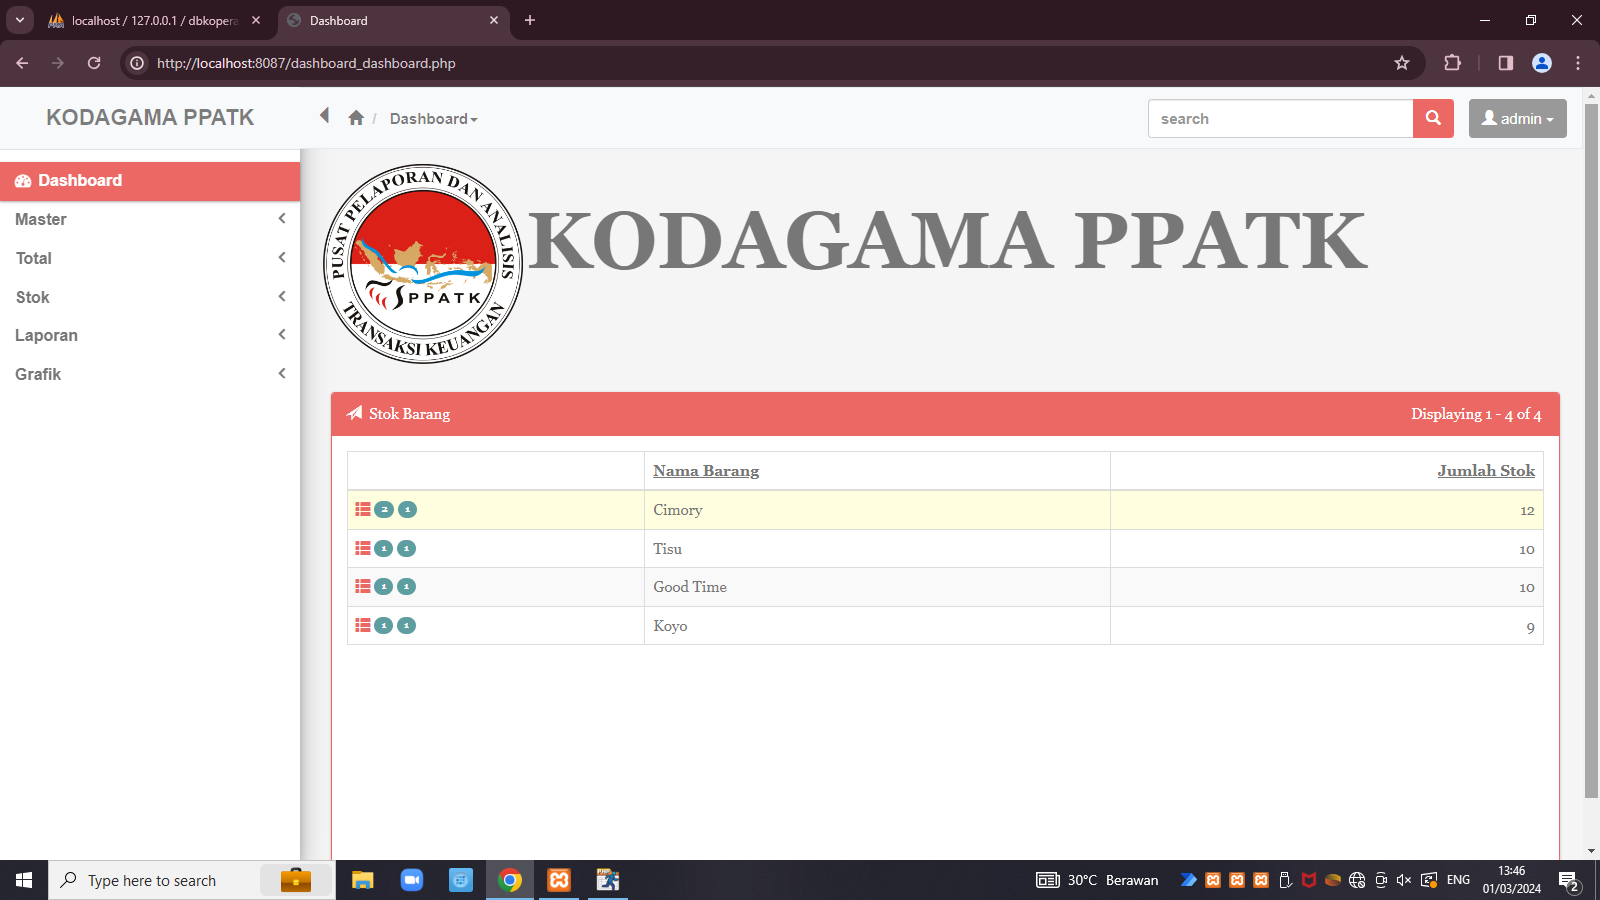 localhost / 127.0.0.1 / dbkopera
Dashboard
http://localhost:8087/dashboard_dashboard.php
KODAGAMA PPATK
/ Dashboard
search
admin
Dashboard
Master
Total
Stok
Laporan
Grafik
PUSAT PELAPORAN DAN ANALISIS
TRANSAKSI KEUANGAN
PPATK
KODAGAMA PPATK
Stok Barang
Displaying 1 - 4 of 4
Nama Barang
Jumlah Stok
2 1 Cimory 12
1 1 Tisu 10
1 1 Good Time 10
1 1 Koyo 9
Type here to search
30°C Berawan
ENG
13:46
01/03/2024
2